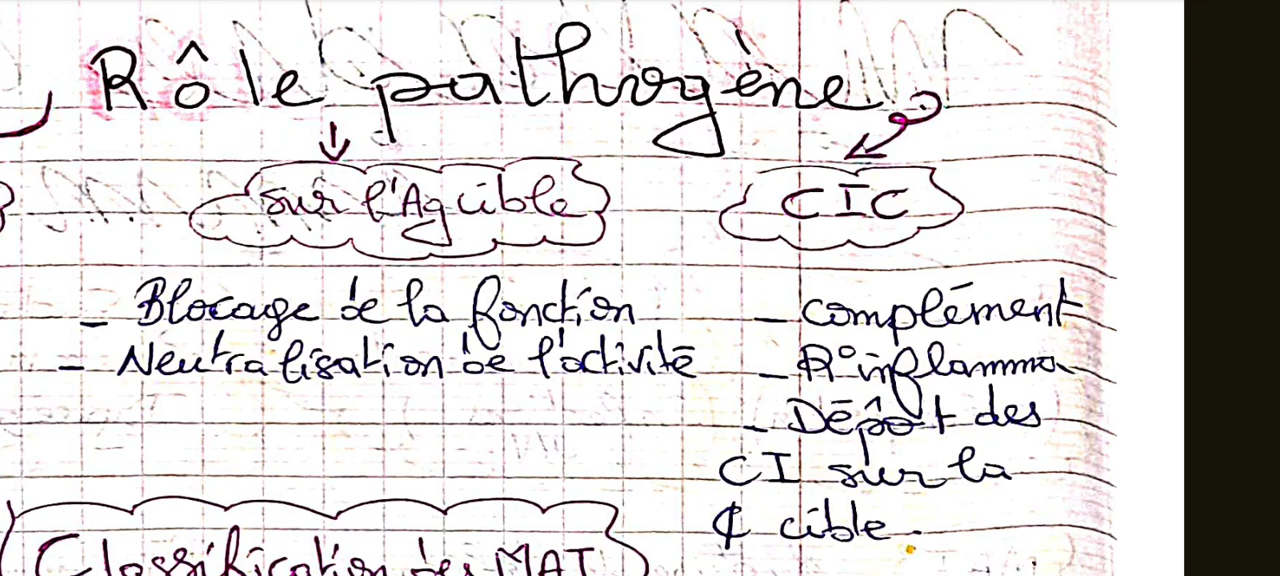 Rôle pathogène
sur l'Ag cible
CIC
- Blocage de la fonction
- Neutralisation de l'activité
- complément
- R° inflamma
- Dépôt des
CI sur la
¢ cible.
Classification des MAI